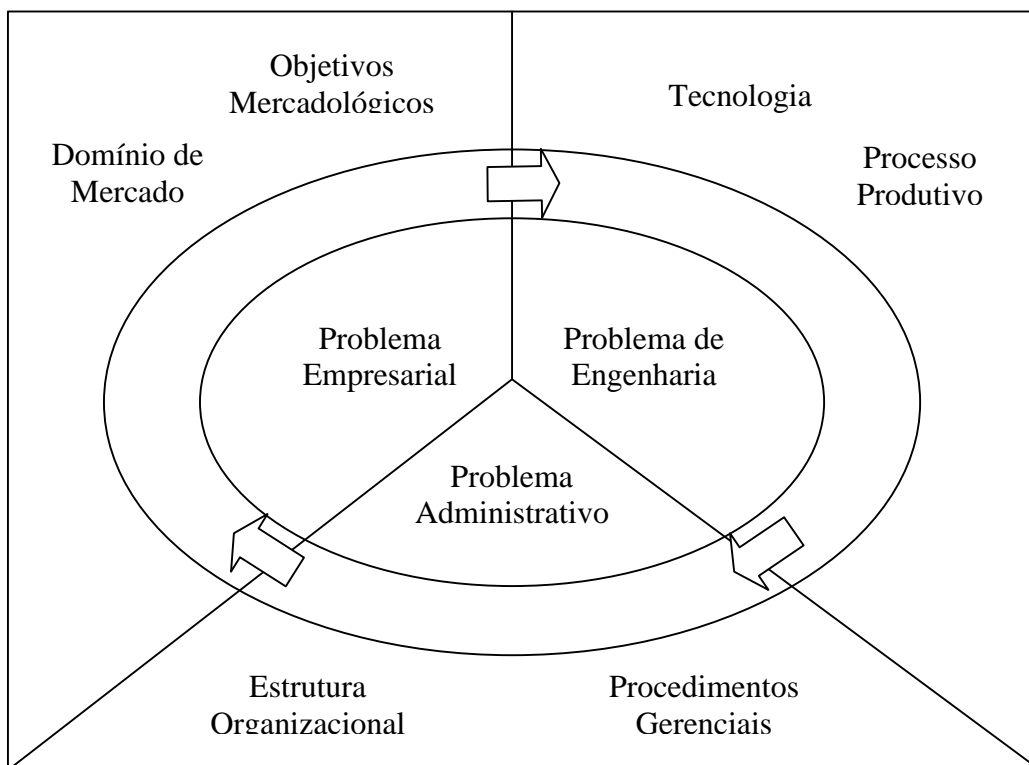 Objetivos
Mercadológicos
Tecnologia
Domínio de
Mercado
Processo
Produtivo
Problema
Empresarial
Problema de
Engenharia
Problema
Administrativo
Estrutura
Organizacional
Procedimentos
Gerenciais